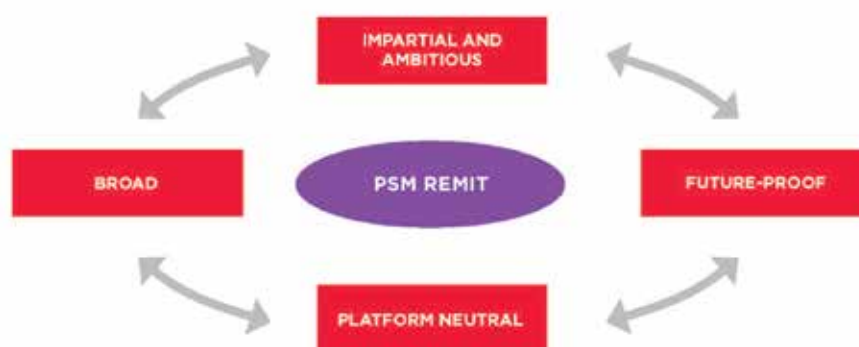 IMPARTIAL AND
AMBITIOUS
BROAD
PSM REMIT
FUTURE-PROOF
PLATFORM NEUTRAL